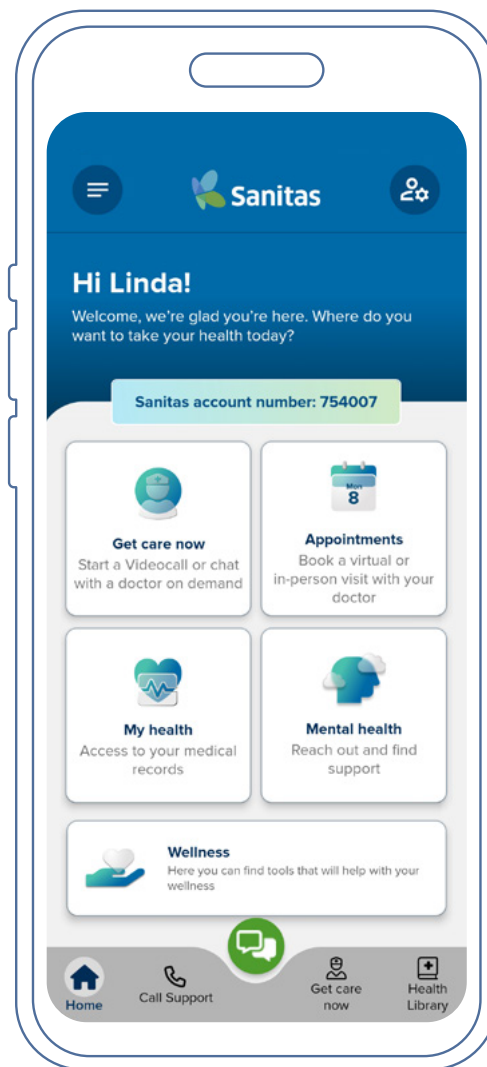 Sanitas
Hi Linda!
Welcome, we're glad you're here. Where do you
want to take your health today?
Sanitas account number: 754007
Get care now
Start a Videocall or chat
with a doctor on demand
Mon
8
Appointments
Book a virtual or
in-person visit with your
doctor
My health
Access to your medical
records
Mental health
Reach out and find
support
Wellness
Here you can find tools that will help with your
wellness
Home
Call Support
Get care
now
Health
Library